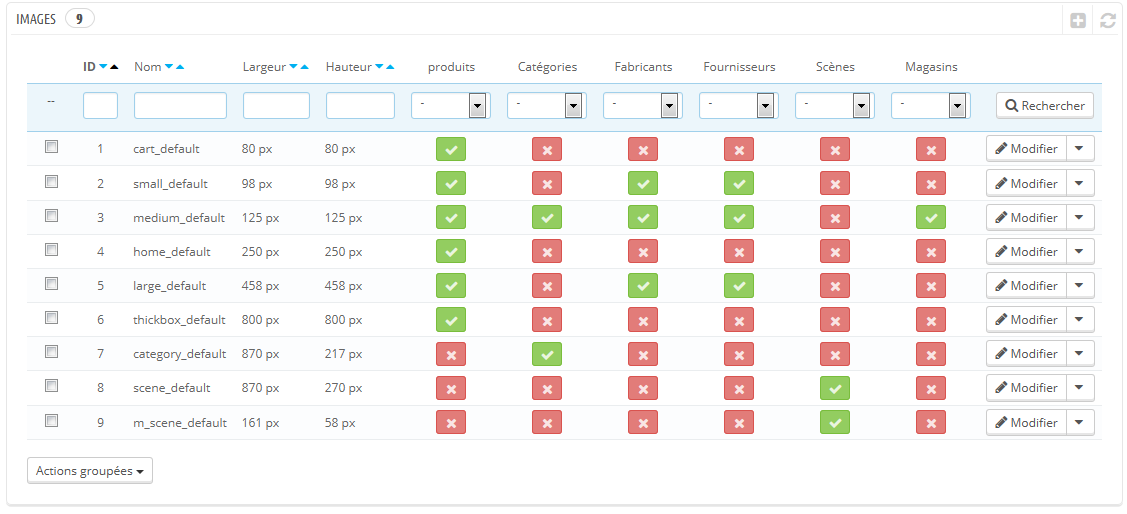 IMAGES 9
ID Nom Largeur Hauteur produits Catégories Fabricants Fournisseurs Scènes Magasins
-- - - - - - - Rechercher
1 cart_default 80 px 80 px Modifier
2 small_default 98 px 98 px Modifier
3 medium_default 125 px 125 px Modifier
4 home_default 250 px 250 px Modifier
5 large_default 458 px 458 px Modifier
6 thickbox_default 800 px 800 px Modifier
7 category_default 870 px 217 px Modifier
8 scene_default 870 px 270 px Modifier
9 m_scene_default 161 px 58 px Modifier
Actions groupées